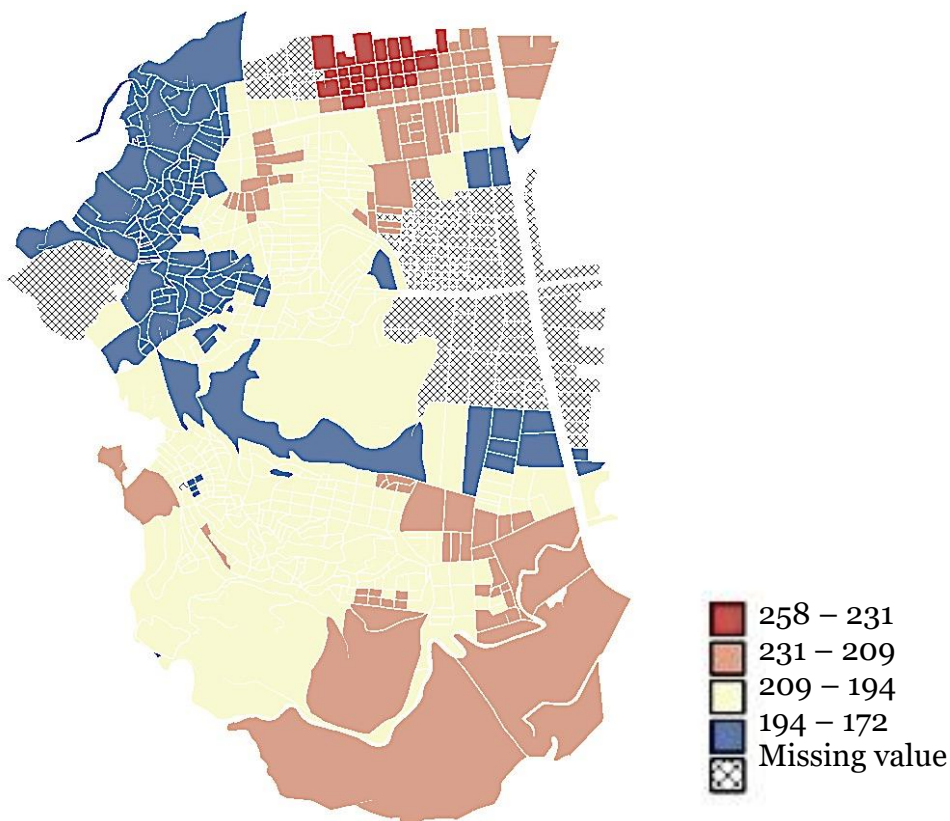 258 – 231
231 – 209
209 – 194
194 – 172
Missing value